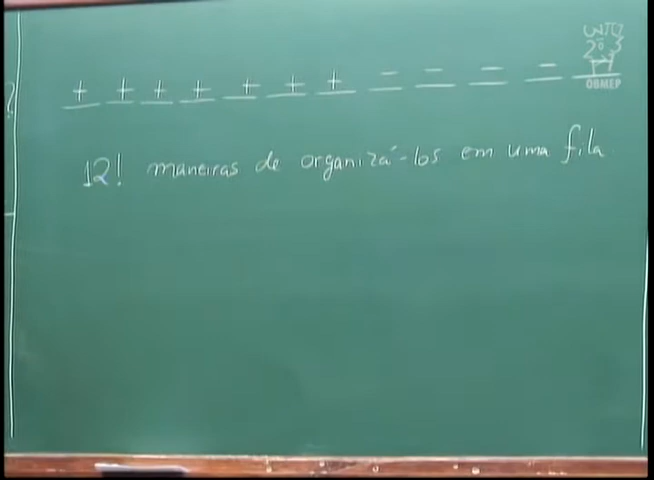 + + + + + + + - - - -
12! maneiras de organizá-los em uma fila
OBMEP